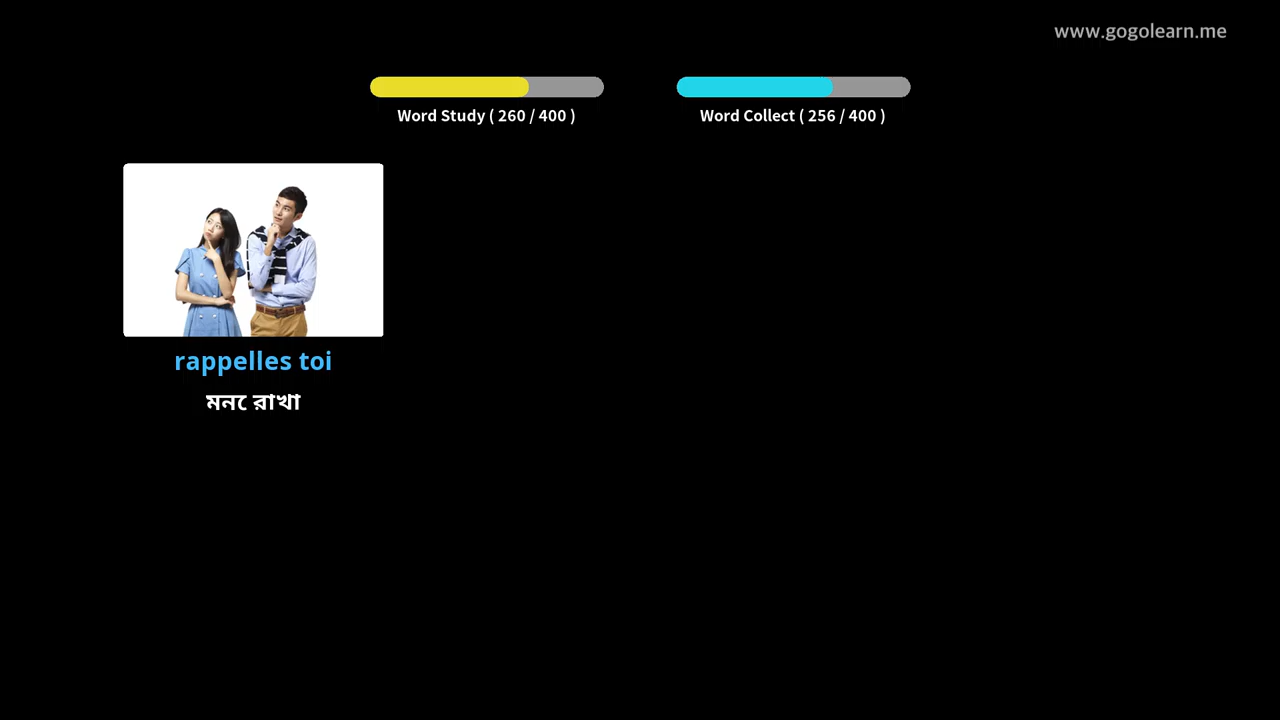 www.gogolearn.me
Word Study ( 260 / 400 )
Word Collect ( 256 / 400 )
rappelles toi
মনে রাখা